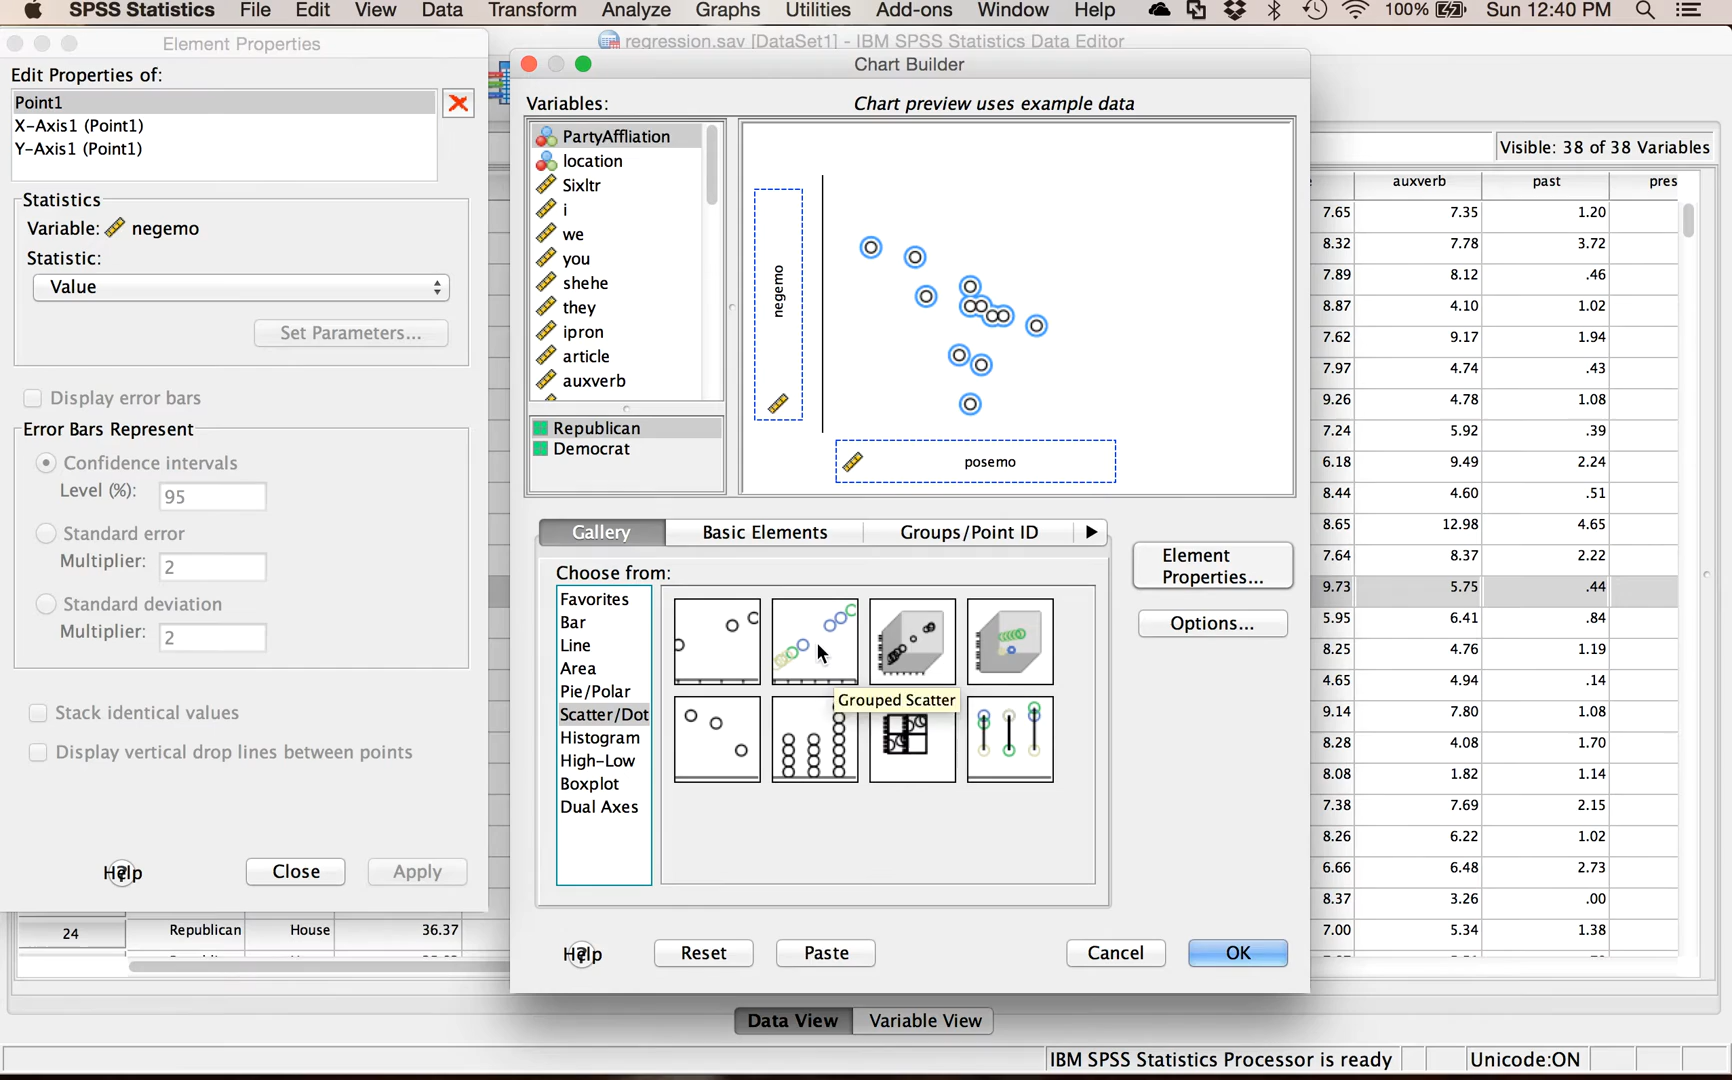 SPSS Statistics File Edit View Data Transform Analyze Graphs Utilities Add-ons Window Help 100% Sun 12:40 PM
regression.sav [DataSet1] - IBM SPSS Statistics Data Editor
Element Properties
Edit Properties of:
Point1
X-Axis1 (Point1)
Y-Axis1 (Point1)
Statistics
Variable: negemo
Statistic:
Value
Set Parameters...
Display error bars
Error Bars Represent
Confidence intervals
Level (%): 95
Standard error
Multiplier: 2
Standard deviation
Multiplier: 2
Stack identical values
Display vertical drop lines between points
Help
Close
Apply
Chart Builder
Variables:
Chart preview uses example data
PartyAffliation
location
Sixltr
i
we
you
shehe
they
ipron
article
auxverb
Republican
Democrat
negemo
posemo
Gallery
Basic Elements
Groups/Point ID
Choose from:
Favorites
Bar
Line
Area
Pie/Polar
Scatter/Dot
Histogram
High-Low
Boxplot
Dual Axes
Grouped Scatter
Element
Properties...
Options...
Help
Reset
Paste
Cancel
OK
Visible: 38 of 38 Variables
auxverb past pres
7.65 7.35 1.20
8.32 7.78 3.72
7.89 8.12 .46
8.87 4.10 1.02
7.62 9.17 1.94
7.97 4.74 .43
9.26 4.78 1.08
7.24 5.92 .39
6.18 9.49 2.24
8.44 4.60 .51
8.65 12.98 4.65
7.64 8.37 2.22
9.73 5.75 .44
5.95 6.41 .84
8.25 4.76 1.19
4.65 4.94 .14
9.14 7.80 1.08
8.28 4.08 1.70
8.08 1.82 1.14
7.38 7.69 2.15
8.26 6.22 1.02
6.66 6.48 2.73
8.37 3.26 .00
24 Republican House 36.37 7.00 5.34 1.38
Data View
Variable View
IBM SPSS Statistics Processor is ready
Unicode:ON